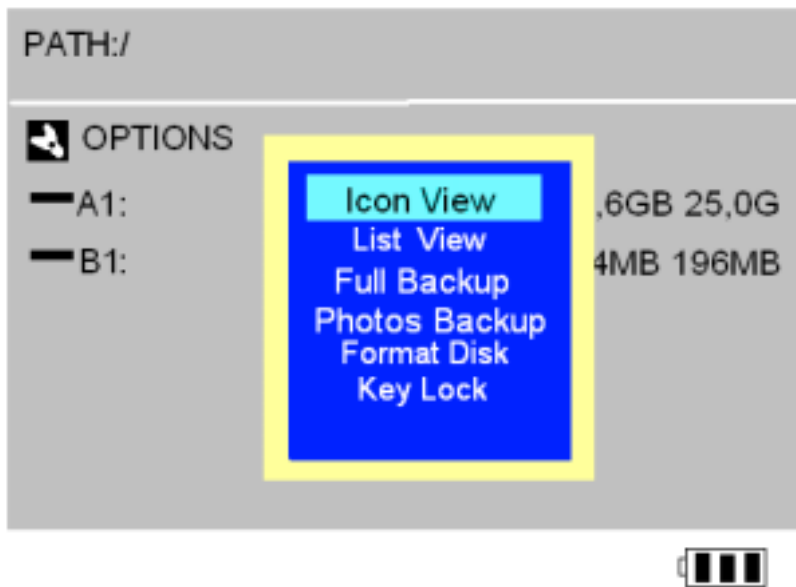 PATH:/
OPTIONS
A1: ,6GB 25,0G
B1: 4MB 196MB
Icon View
List View
Full Backup
Photos Backup
Format Disk
Key Lock